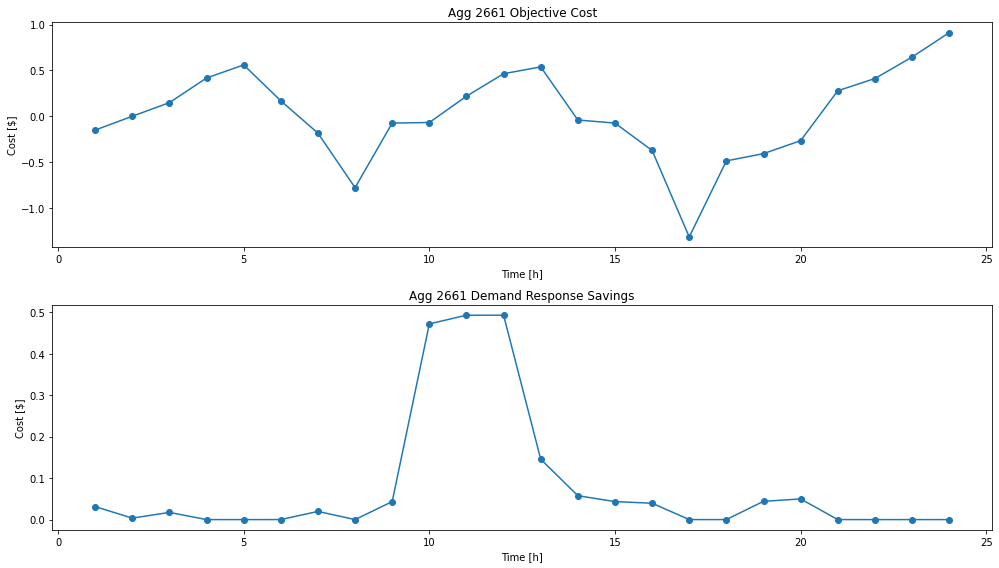 Agg 2661 Objective Cost
Cost [$]
1.0
0.5
0.0
−0.5
−1.0
0 5 10 15 20 25
Time [h]
Agg 2661 Demand Response Savings
Cost [$]
0.5
0.4
0.3
0.2
0.1
0.0
0 5 10 15 20 25
Time [h]